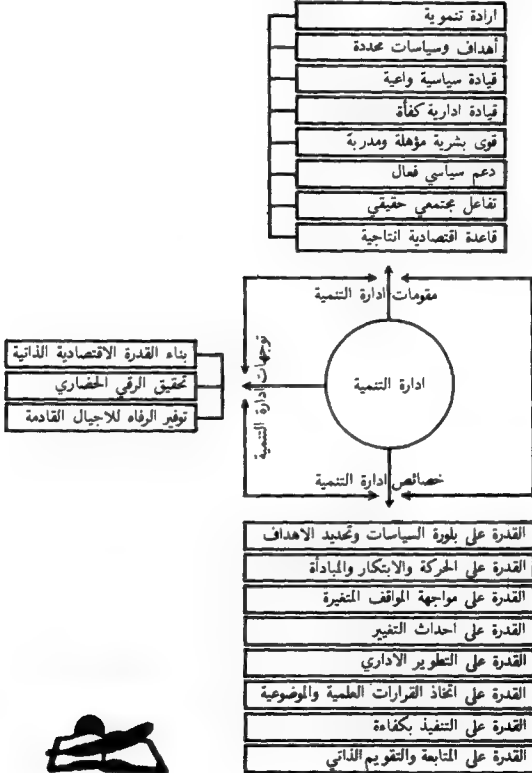 ارادة تنموية
أهداف وسياسات محددة
قيادة سياسية واعية
قيادة ادارية كفأة
قوى بشرية مؤهلة ومدربة
دعم سياسي فعال
تفاعل مجتمعي حقيقي
قاعدة اقتصادية انتاجية
مقومات ادارة التنمية
توجهات ادارة التنمية
بناء القدرة الاقتصادية الذاتية
تحقيق الرقي الحضاري
توفير الرفاه للاجيال القادمة
ادارة التنمية
خصائص ادارة التنمية
القدرة على بلورة السياسات وتحديد الاهداف
القدرة على الحركة والابتكار والمبادأة
القدرة على مواجهة المواقف المتغيرة
القدرة على احداث التغيير
القدرة على التطوير الاداري
القدرة على اتخاذ القرارات العلمية والموضوعية
القدرة على التنفيذ بكفاءة
القدرة على المتابعة والتقويم الذاتي